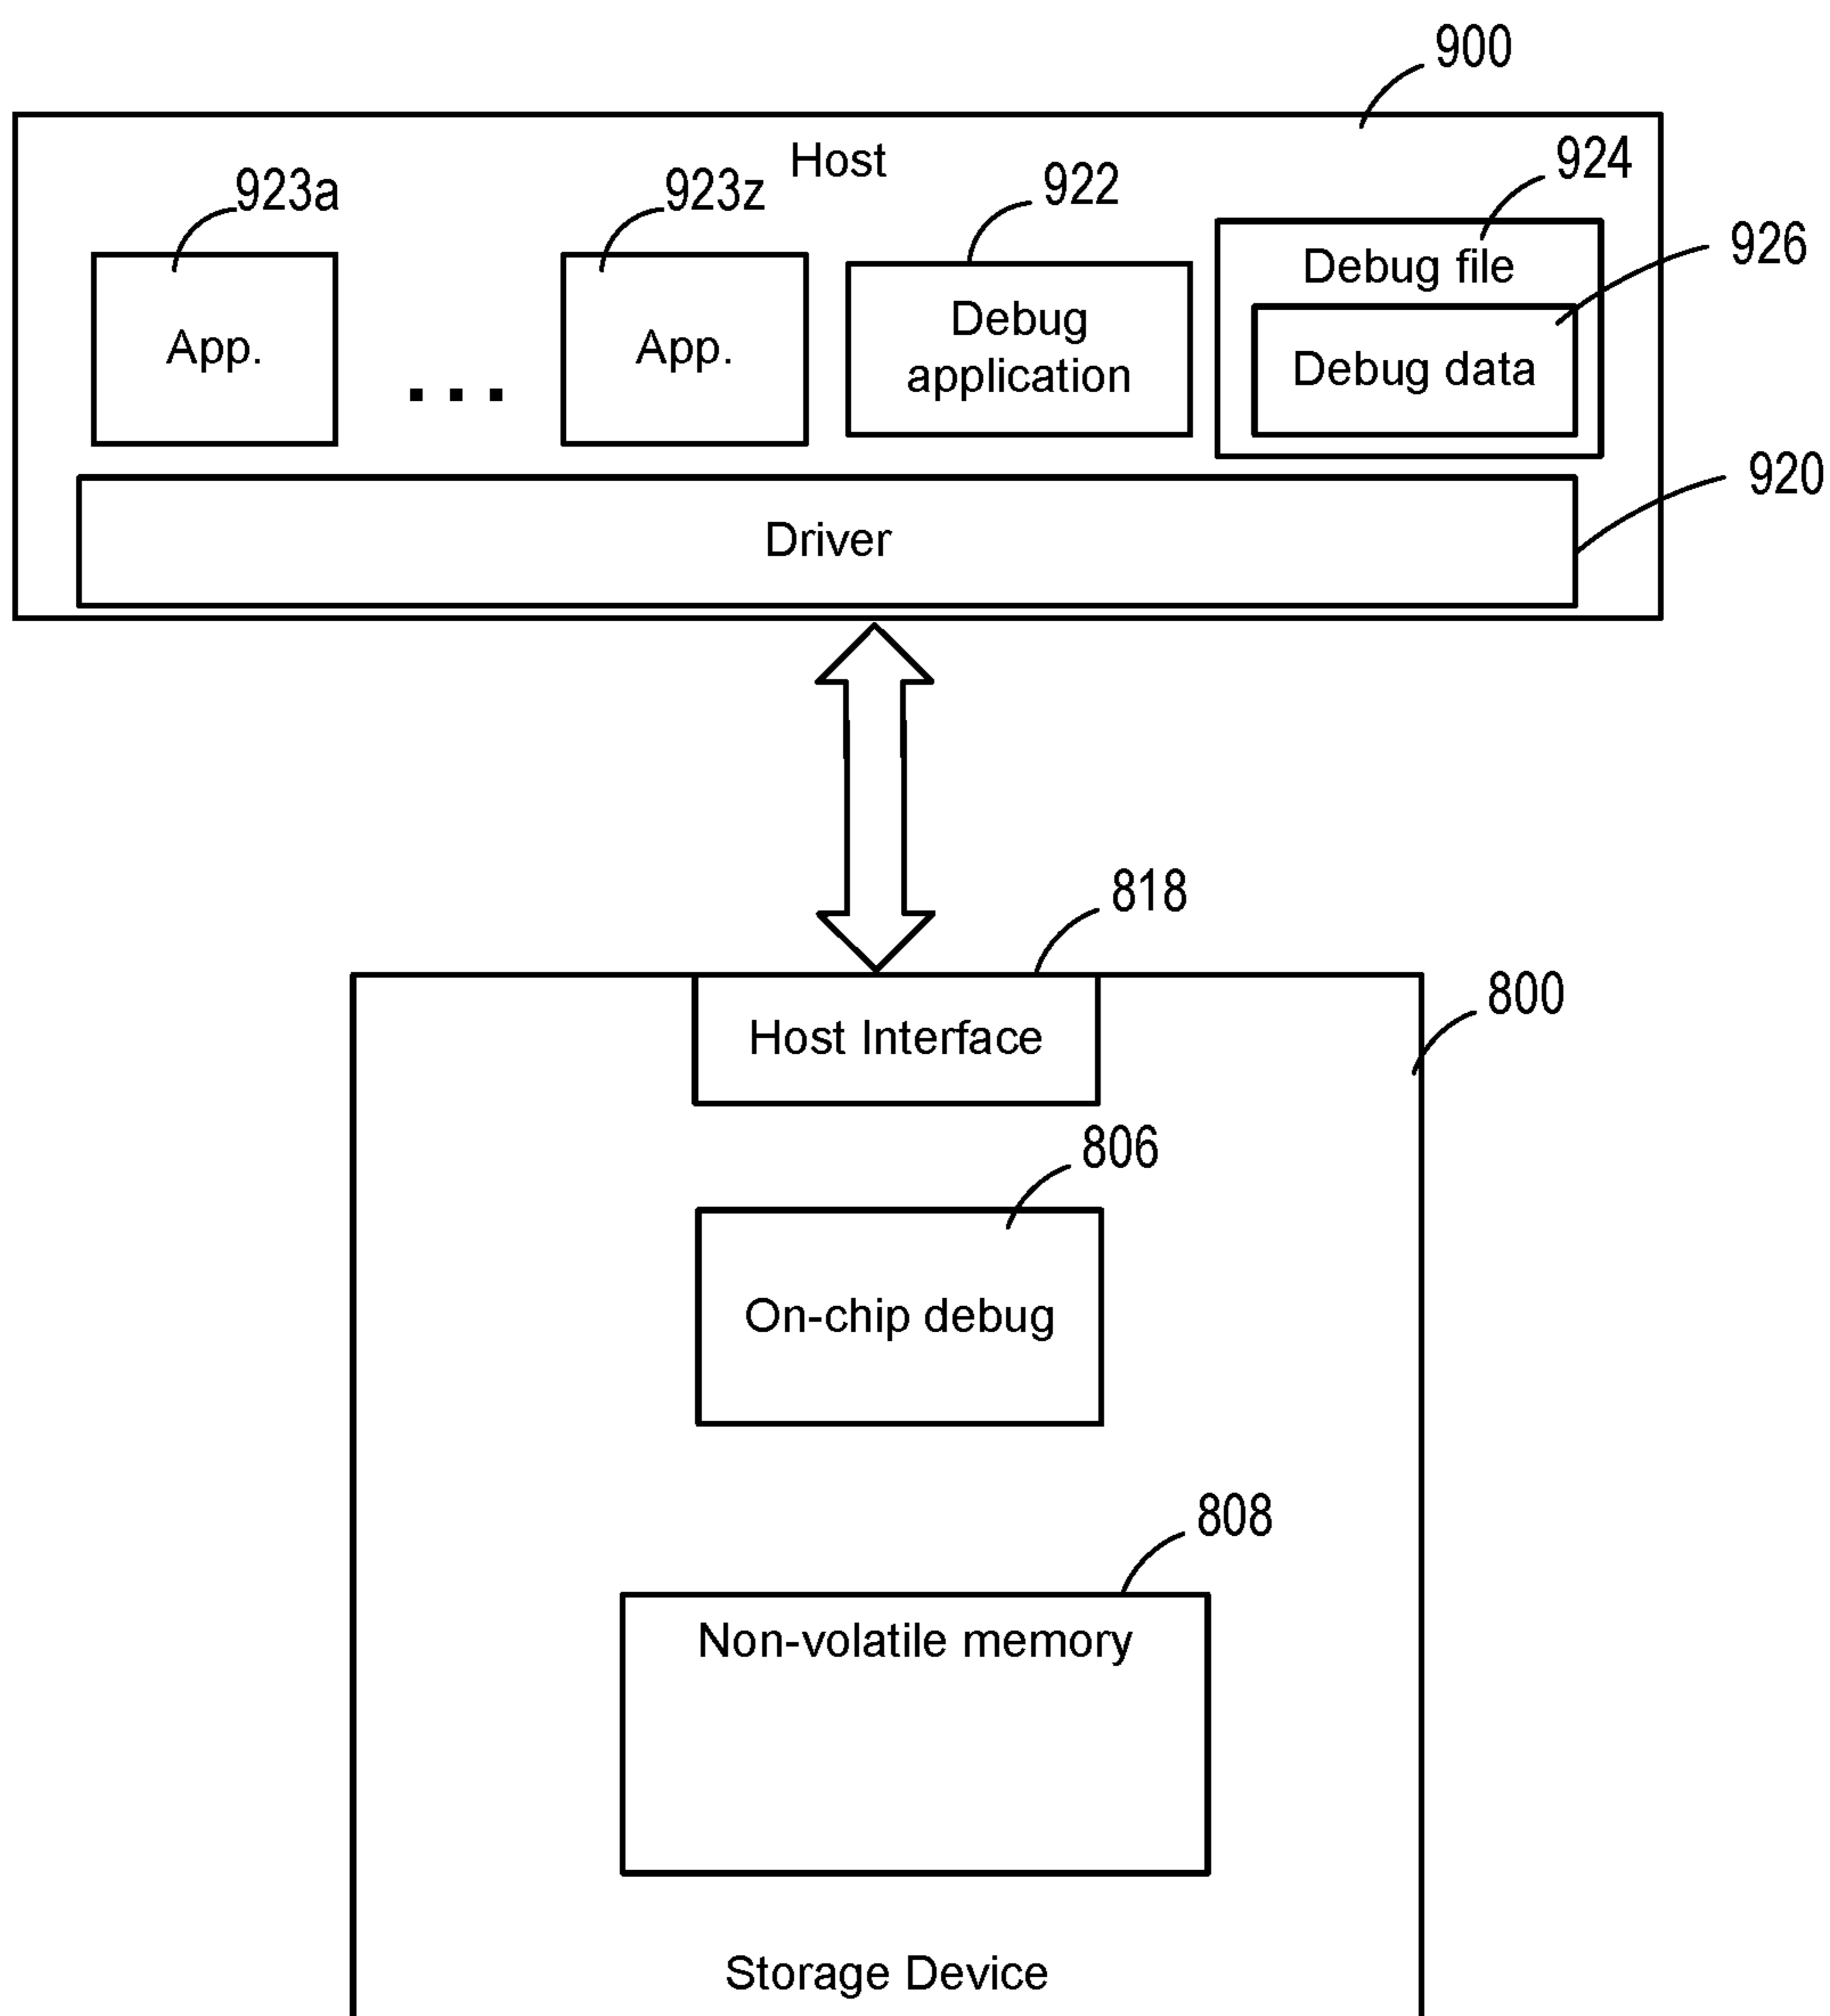 900
Host
924
923a
923z
922
926
Debug file
Debug
application
App.
App.
Debug data
. . .
920
Driver
818
800
Host Interface
806
On-chip debug
808
Non-volatile memory
Storage Device